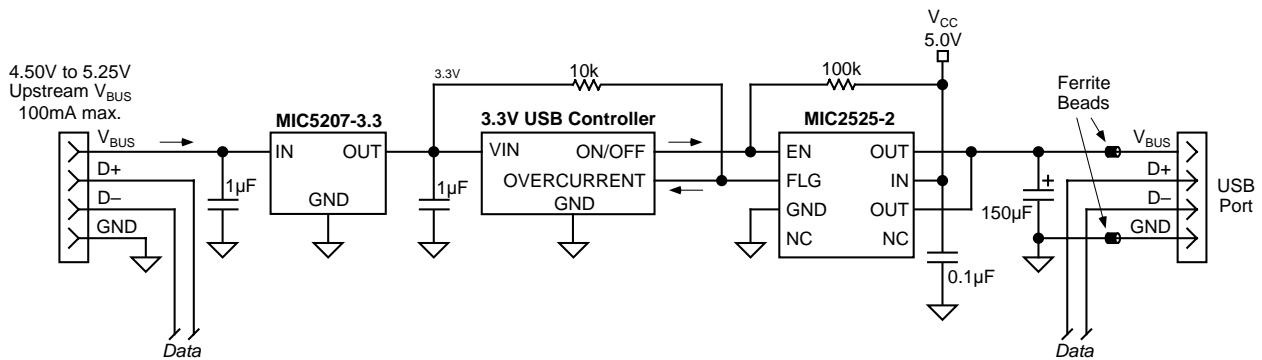 4.50V to 5.25V
Upstream VBUS
100mA max.
VBUS
D+
D–
GND
Data
1µF
MIC5207-3.3
IN
OUT
GND
1µF
3.3V
10k
3.3V USB Controller
VIN
ON/OFF
OVERCURRENT
GND
100k
VCC
5.0V
MIC2525-2
EN
OUT
FLG
IN
GND
OUT
NC
NC
0.1µF
150µF
+
Ferrite
Beads
VBUS
D+
D–
GND
Data
USB
Port